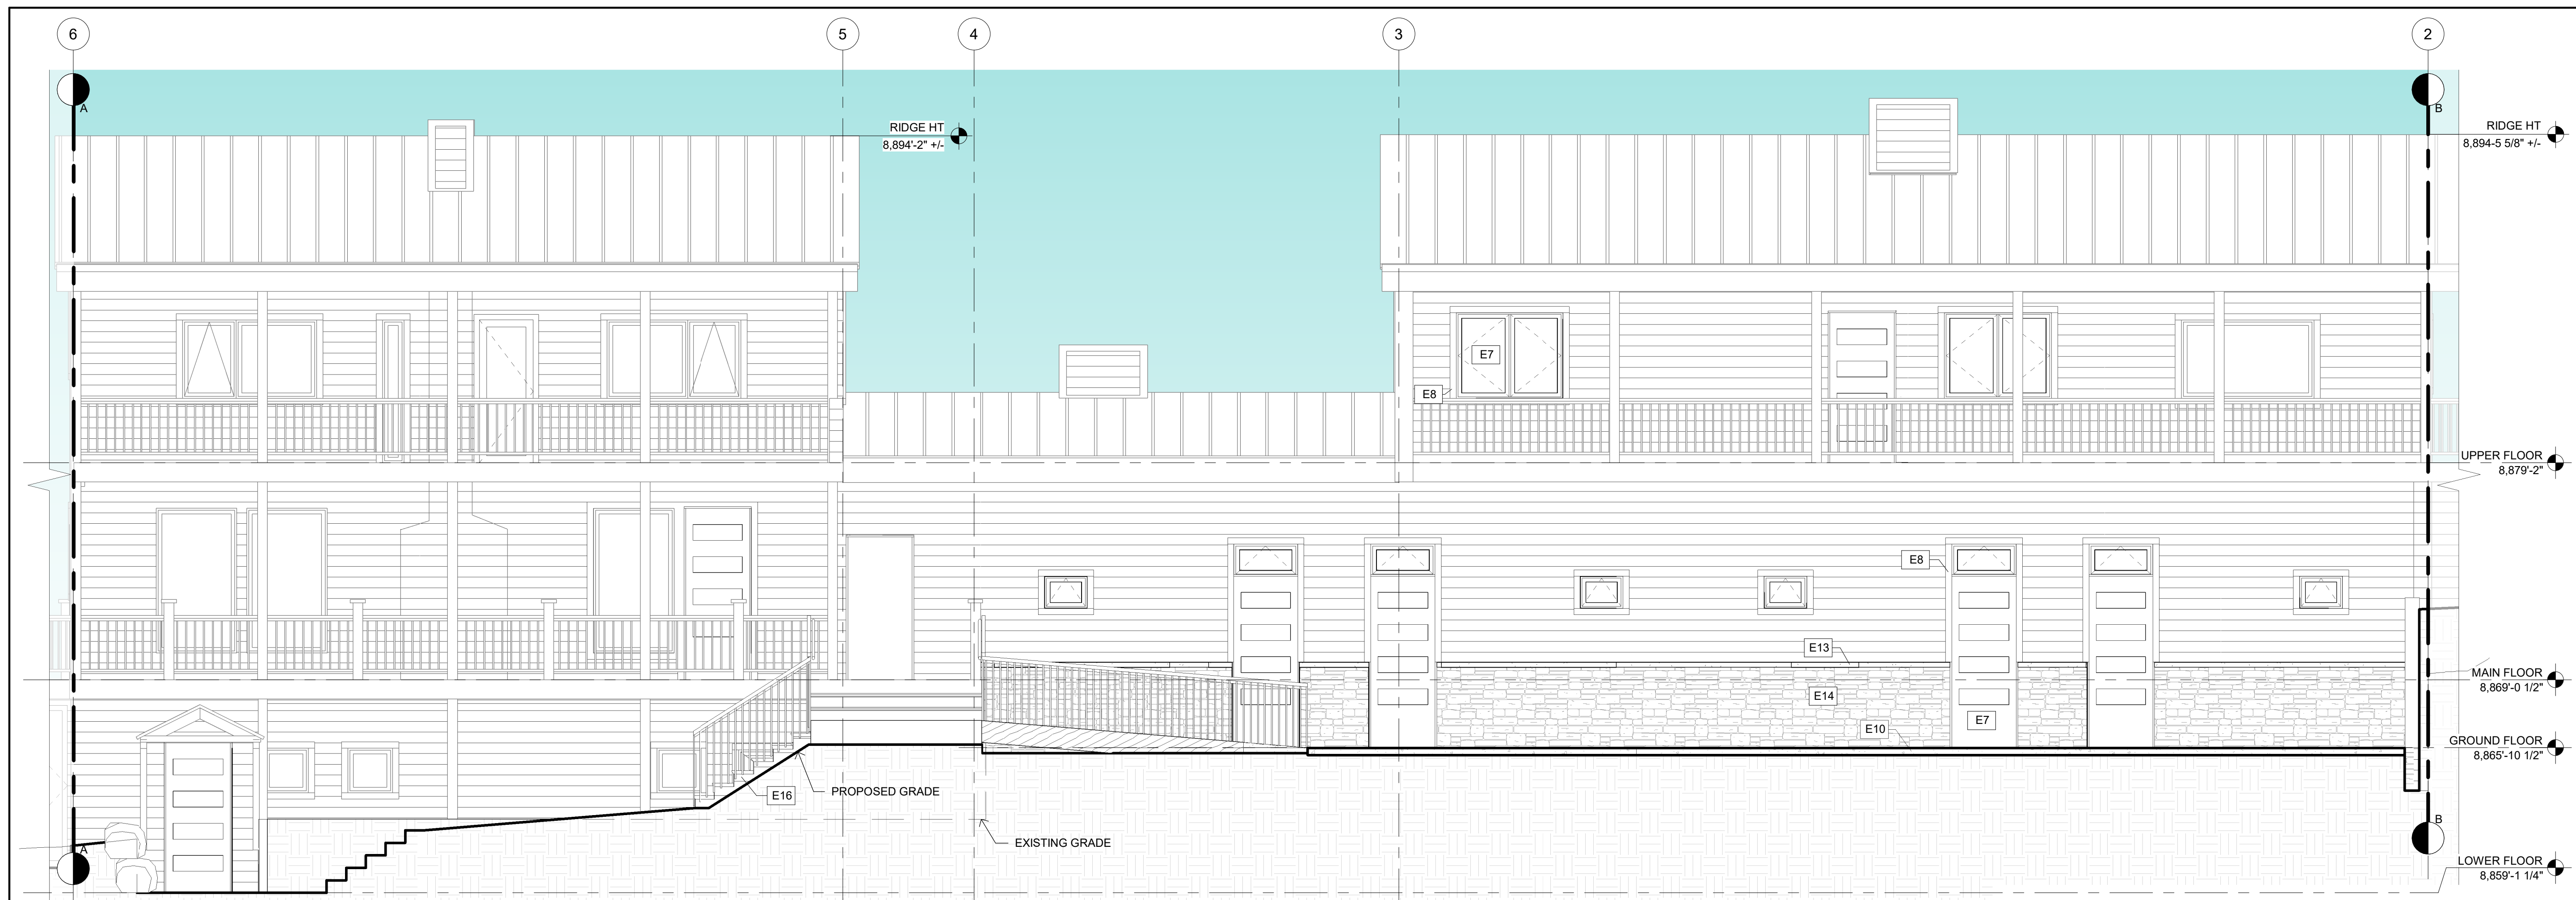 6
5
4
3
2
A
B
RIDGE HT
8,894'-2" +/-
RIDGE HT
8,894-5 5/8" +/-
E7
E8
UPPER FLOOR
8,879'-2"
E8
E13
MAIN FLOOR
8,869'-0 1/2"
E14
E7
E10
GROUND FLOOR
8,865'-10 1/2"
E16
PROPOSED GRADE
B
EXISTING GRADE
A
LOWER FLOOR
8,859'-1 1/4"